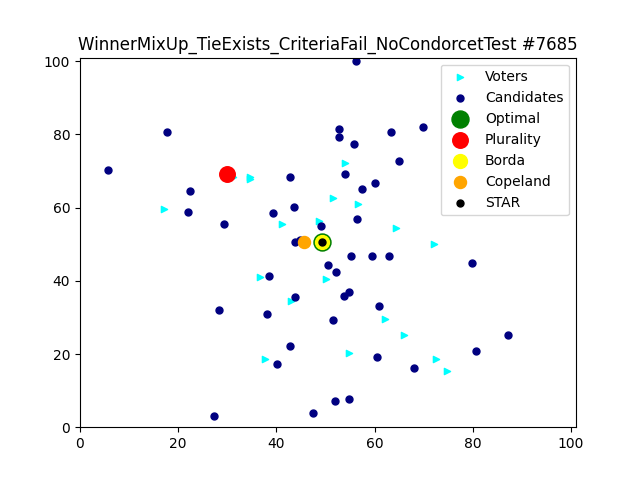 WinnerMixUp_TieExists_CriteriaFail_NoCondorcetTest #7685
100
80
60
40
20
0
0 20 40 60 80 100
Voters
Candidates
Optimal
Plurality
Borda
Copeland
STAR